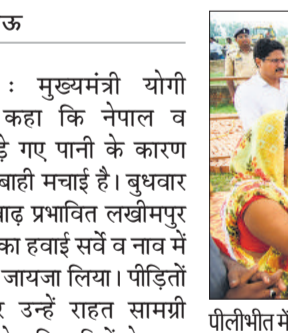 ऊ
: मुख्यमंत्री योगी
कहा कि नेपाल व
ड़े गए पानी के कारण
बाही मचाई है। बुधवार
बाढ़ प्रभावित लखीमपुर
का हवाई सर्वे व नाव में
जायजा लिया। पीड़ितों
र उन्हें राहत सामग्री
पीलीभीत में